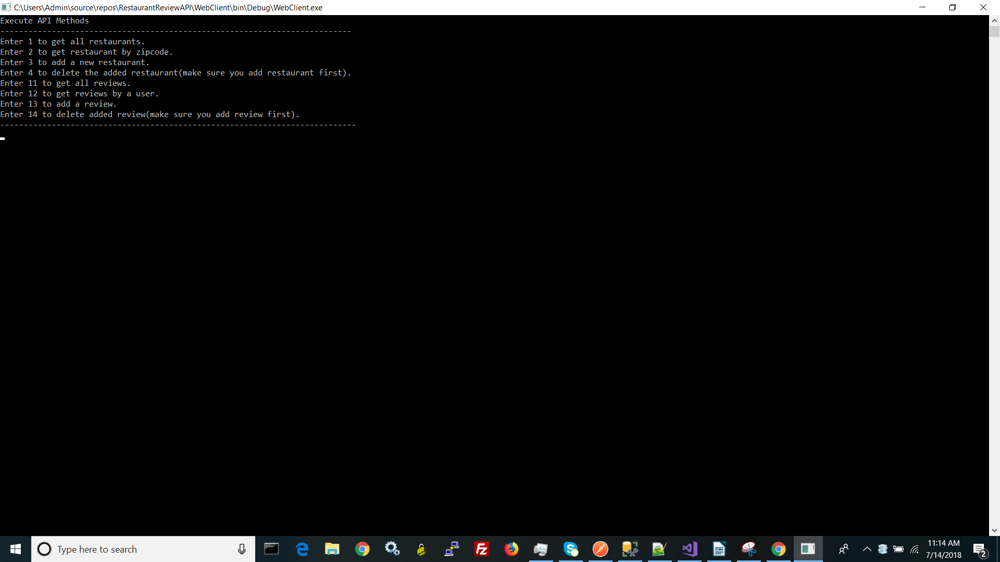 C:\Users\Admin\source\repos\RestaurantReviewAPI\WebClient\bin\Debug\WebClient.exe
Execute API Methods
---------------------------------------------------------------------------
Enter 1 to get all restaurants.
Enter 2 to get restaurant by zipcode.
Enter 3 to add a new restaurant.
Enter 4 to delete the added restaurant(make sure you add restaurant first).
Enter 11 to get all reviews.
Enter 12 to get reviews by a user.
Enter 13 to add a review.
Enter 14 to delete added review(make sure you add review first).
----------------------------------------------------------------------------
Type here to search
Fz
11:14 AM
7/14/2018
2